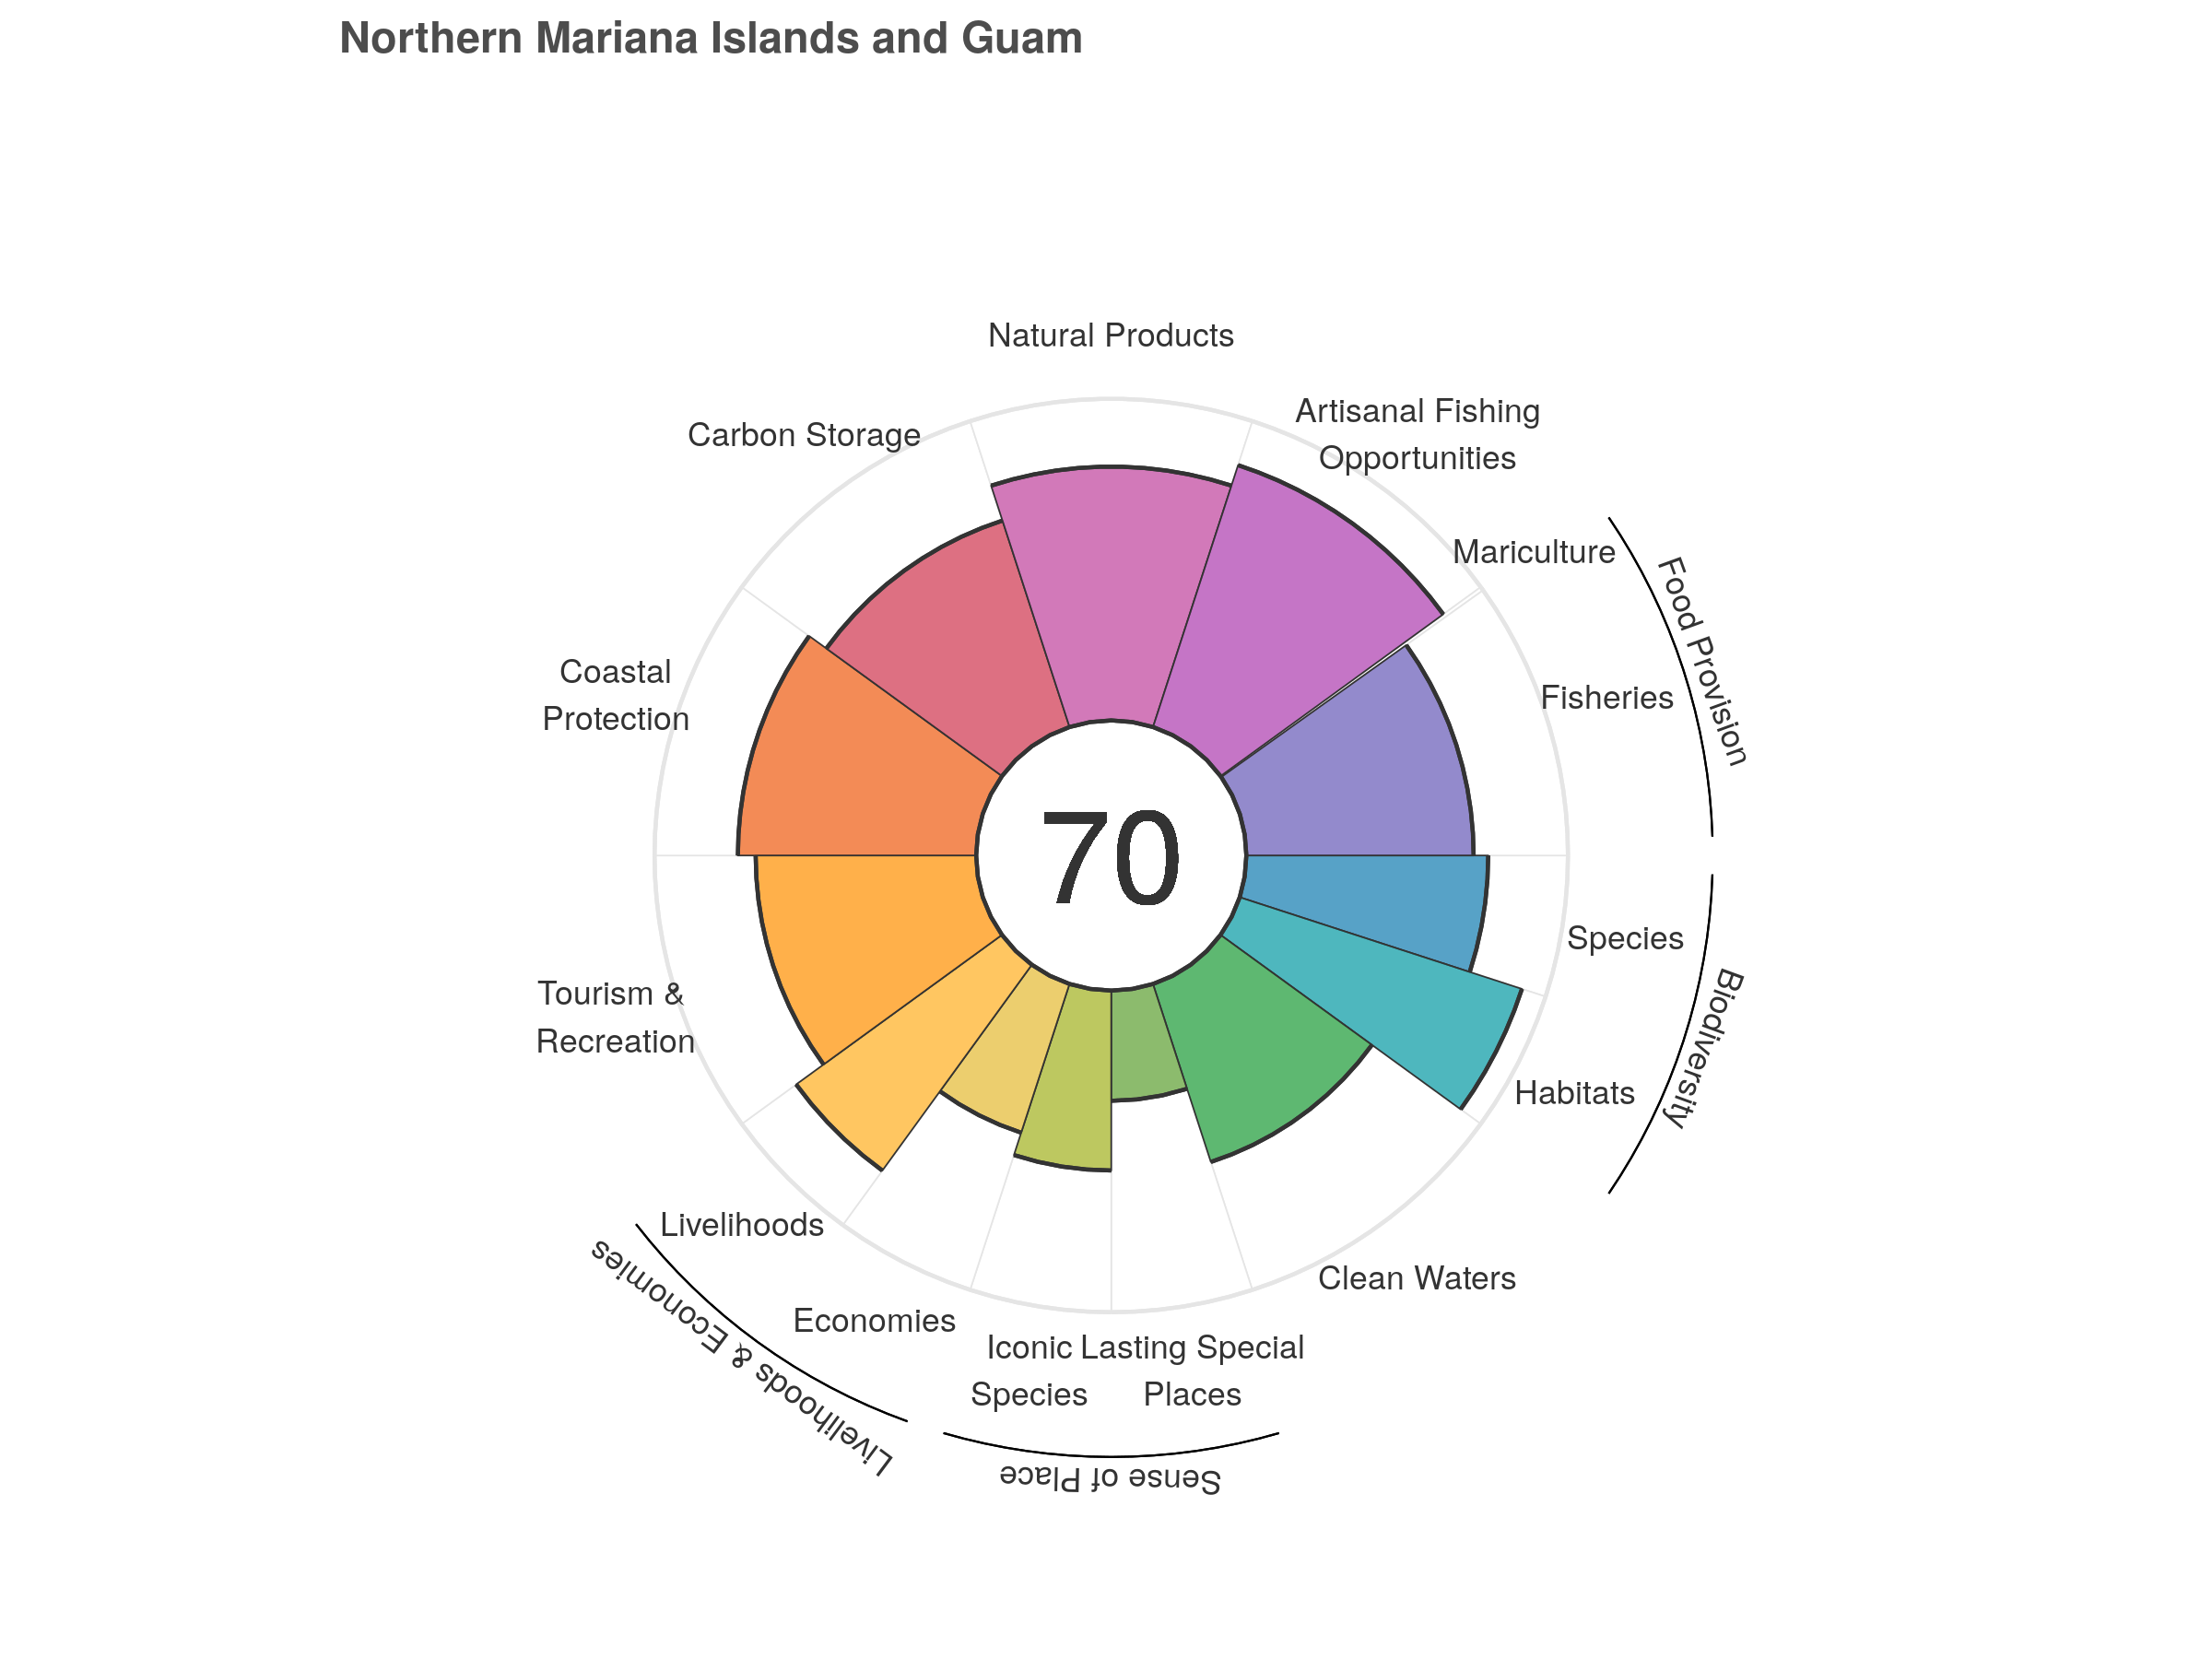 Northern Mariana Islands and Guam
Natural Products
Artisanal Fishing
Opportunities
Carbon Storage
Mariculture
Food Provision
Fisheries
Coastal
Protection
70
Species
Biodiversity
Tourism &
Recreation
Habitats
Livelihoods
Livelihoods & Economies
Clean Waters
Economies
Iconic
Species
Lasting Special
Places
Sense of Place